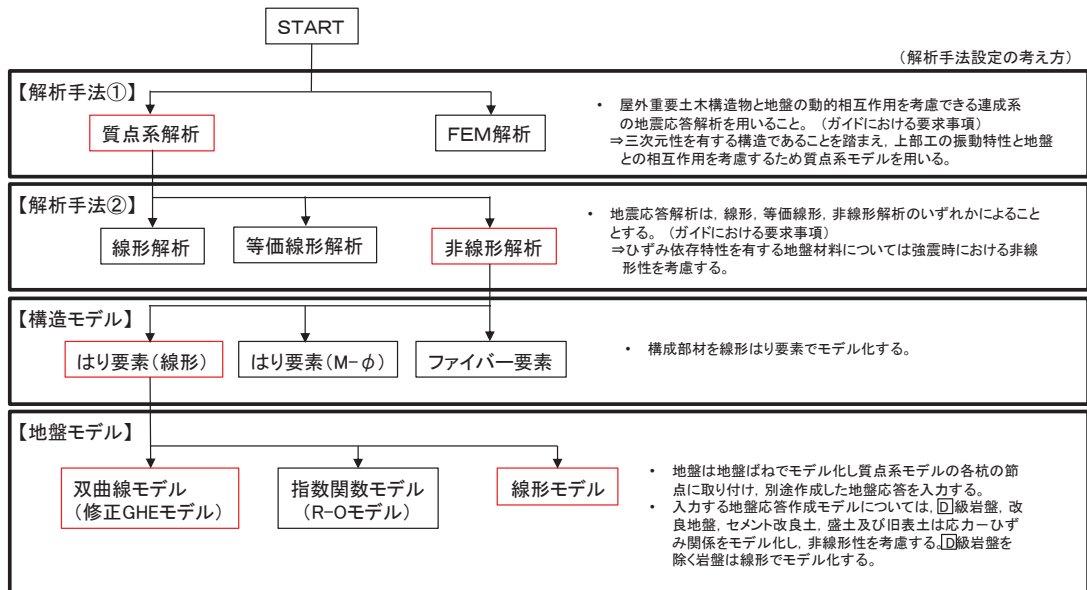 START
（解析手法設定の考え方）
【解析手法①】
質点系解析
FEM解析
・ 屋外重要土木構造物と地盤の動的相互作用を考慮できる連成系
の地震応答解析を用いること。（ガイドにおける要求事項）
⇒三次元性を有する構造であることを踏まえ，上部工の振動特性と地盤
との相互作用を考慮するため質点系モデルを用いる。
【解析手法②】
線形解析
等価線形解析
非線形解析
・ 地震応答解析は，線形，等価線形，非線形解析のいずれかによること
とする。（ガイドにおける要求事項）
⇒ひずみ依存特性を有する地盤材料については強震時における非線
形性を考慮する。
【構造モデル】
はり要素（線形）
はり要素（M-φ）
ファイバー要素
・ 構成部材を線形はり要素でモデル化する。
【地盤モデル】
双曲線モデル
（修正GHEモデル）
指数関数モデル
（R-Oモデル）
線形モデル
・ 地盤は地盤ばねでモデル化し質点系モデルの各杭の節
点に取り付け，別途作成した地盤応答を入力する。
・ 入力する地盤応答作成モデルについては，D級岩盤，改
良地盤，セメント改良土，盛土及び旧表土は応力ーひず
み関係をモデル化し，非線形性を考慮する。D級岩盤を
除く岩盤は線形でモデル化する。